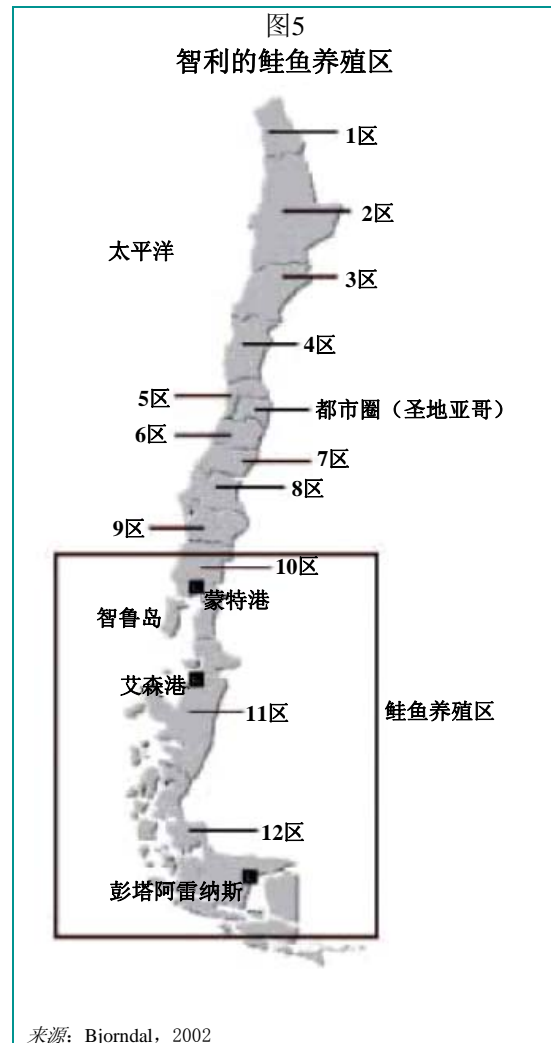 图5
智利的鲑鱼养殖区
1区
2区
太平洋
3区
4区
5区
都市圈（圣地亚哥）
6区
7区
8区
9区
10区
蒙特港
智鲁岛
艾森港
11区
鲑鱼养殖区
12区
彭塔阿雷纳斯
来源: Bjorndal, 2002